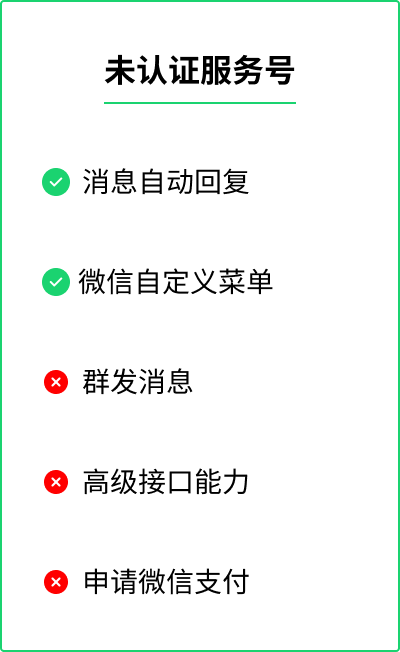 未认证服务号
消息自动回复
微信自定义菜单
群发消息
高级接口能力
申请微信支付